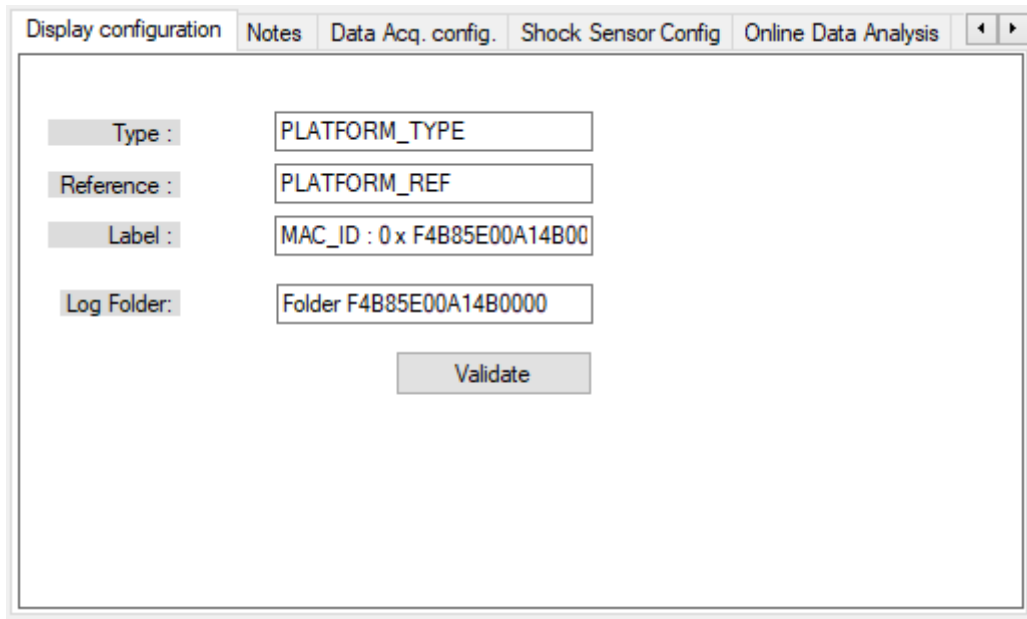 Display configuration Notes Data Acq. config. Shock Sensor Config Online Data Analysis
Type : PLATFORM_TYPE
Reference : PLATFORM_REF
Label : MAC_ID : 0 x F4B85E00A14B00
Log Folder: Folder F4B85E00A14B0000
Validate